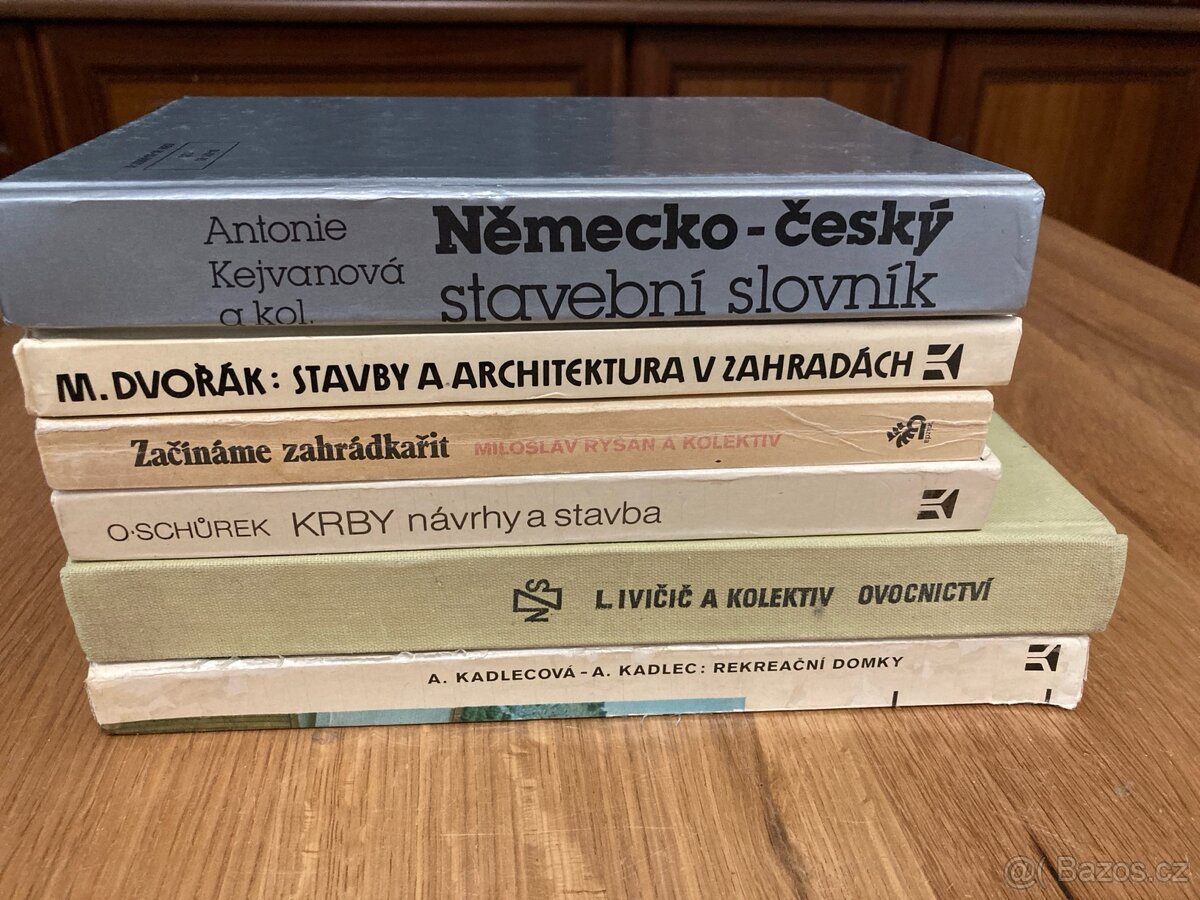 Antonie
Kejvanová
a kol.
Německo-český
stavební slovník
M. DVOŘÁK: STAVBY A ARCHITEKTURA V ZAHRADÁCH
Začínáme zahrádkařit MILOSLAV RYŠAN A KOLEKTIV
O·SCHŮREK KRBY návrhy a stavba
L. IVIČIČ A KOLEKTIV OVOCNICTVÍ
A. KADLECOVÁ - A. KADLEC: REKREAČNÍ DOMKY
Bazos.cz